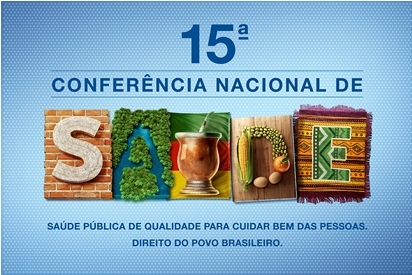 15ª
CONFERÊNCIA NACIONAL DE
SAÚDE
SAÚDE PÚBLICA DE QUALIDADE PARA CUIDAR BEM DAS PESSOAS.
DIREITO DO POVO BRASILEIRO.